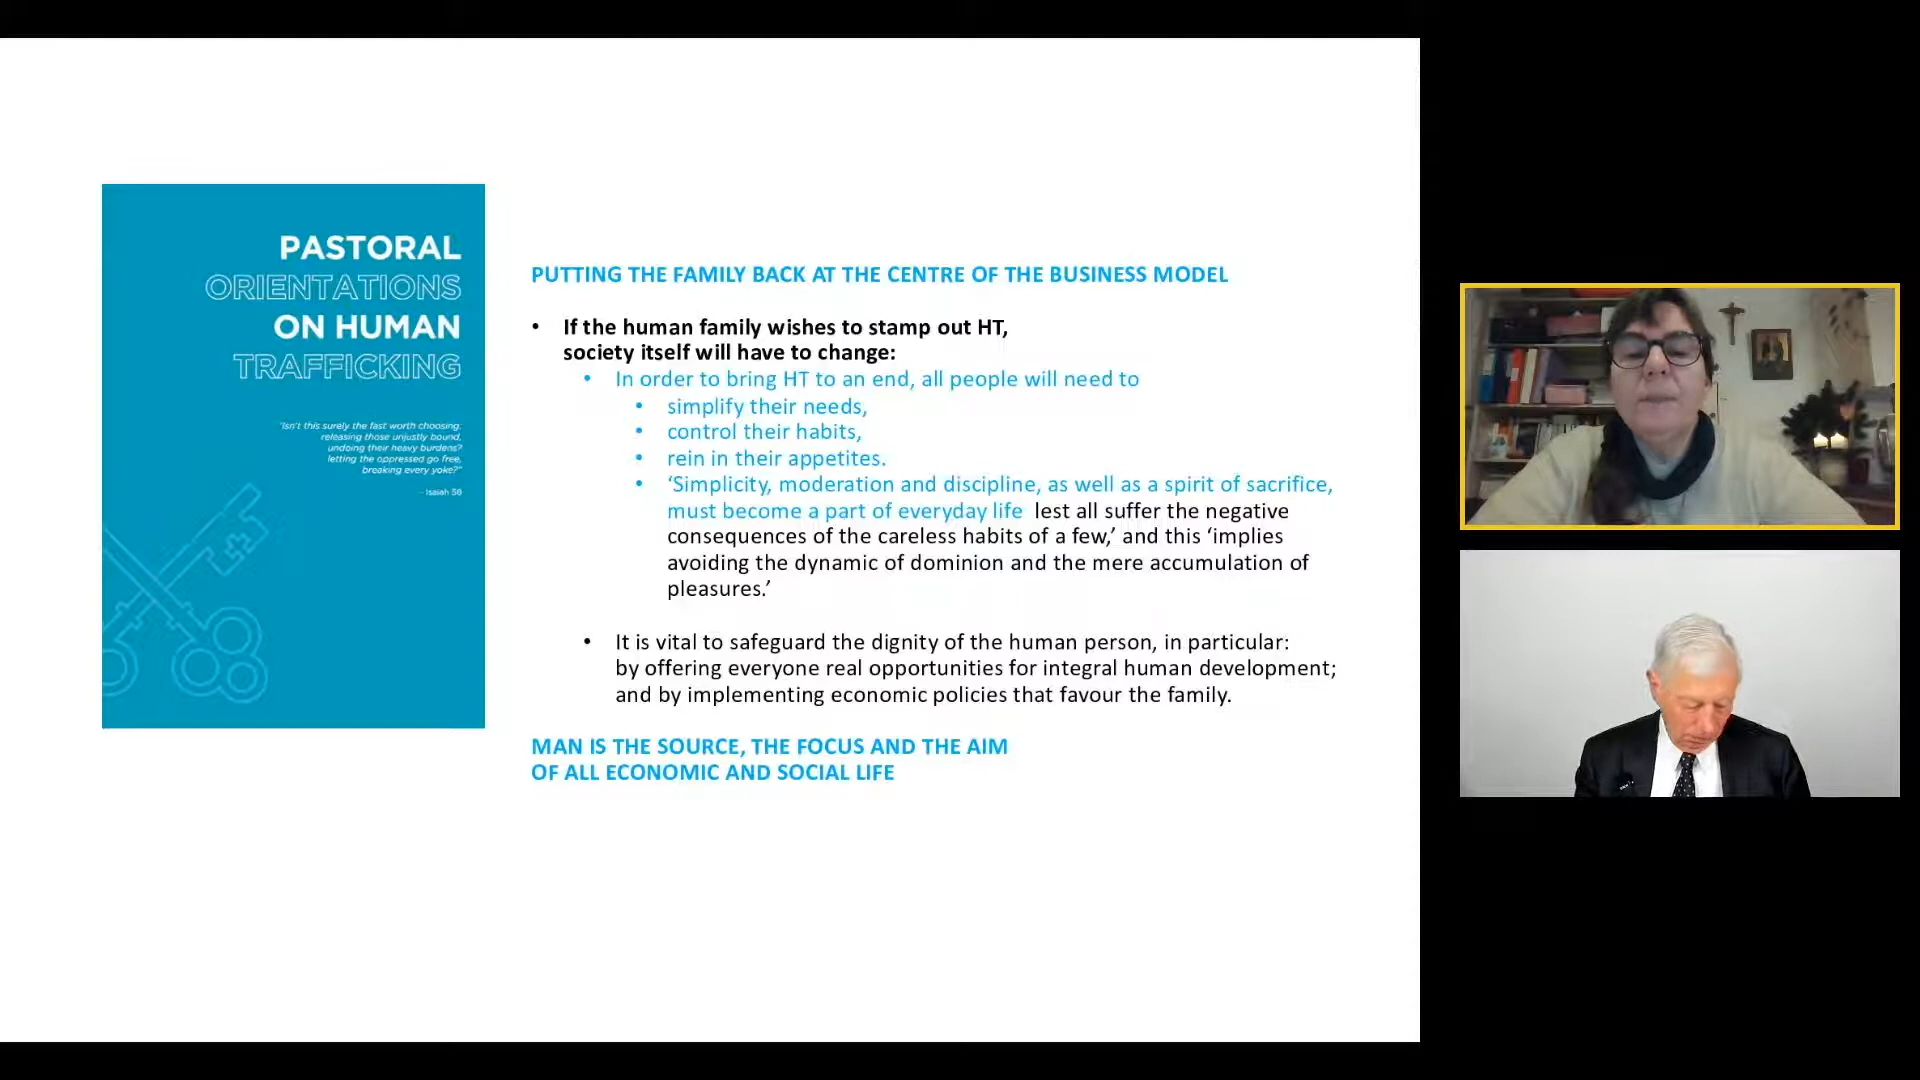 PASTORAL
ORIENTATIONS
ON HUMAN
TRAFFICKING
"Isn't this surely the fast worth choosing:
releasing those unjustly bound,
undoing their heavy burdens?
letting the oppressed go free,
breaking every yoke?"
- Isaiah 58
PUTTING THE FAMILY BACK AT THE CENTRE OF THE BUSINESS MODEL
• If the human family wishes to stamp out HT,
society itself will have to change:
• In order to bring HT to an end, all people will need to
• simplify their needs,
• control their habits,
• rein in their appetites.
• ‘Simplicity, moderation and discipline, as well as a spirit of sacrifice,
must become a part of everyday life lest all suffer the negative
consequences of the careless habits of a few,’ and this ‘implies
avoiding the dynamic of dominion and the mere accumulation of
pleasures.’
• It is vital to safeguard the dignity of the human person, in particular:
by offering everyone real opportunities for integral human development;
and by implementing economic policies that favour the family.
MAN IS THE SOURCE, THE FOCUS AND THE AIM
OF ALL ECONOMIC AND SOCIAL LIFE